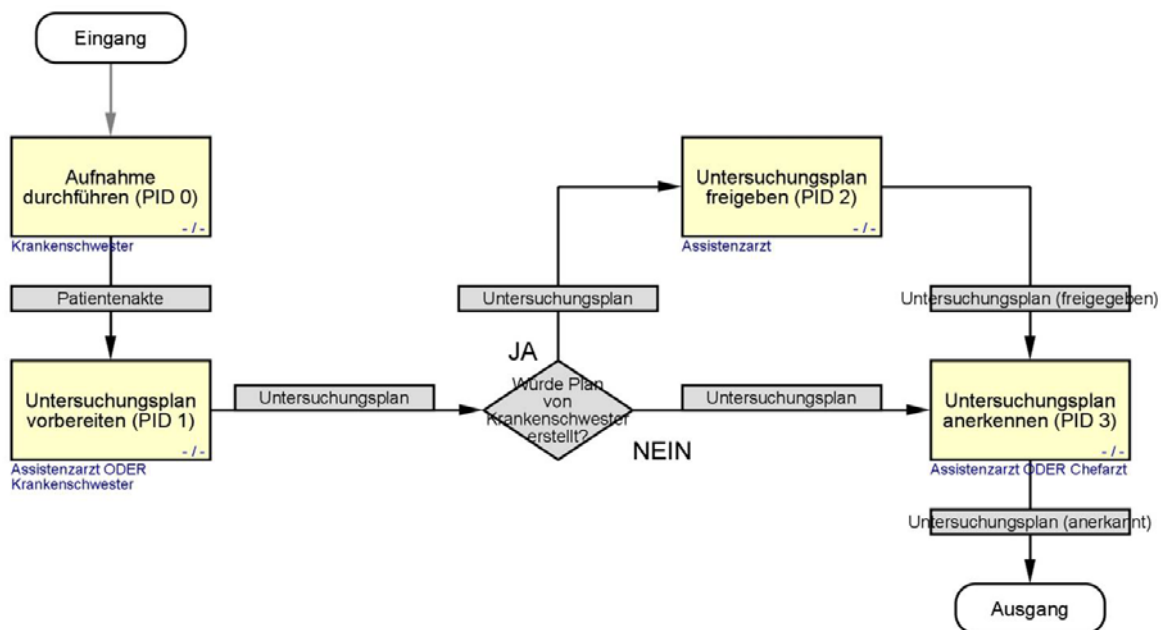 Eingang
Aufnahme
durchführen (PID 0)
- / -
Krankenschwester
Patientenakte
Untersuchungsplan
vorbereiten (PID 1)
- / -
Assistenzarzt ODER
Krankenschwester
Untersuchungsplan
JA
Würde Plan
von
Krankenschwester
erstellt?
NEIN
Untersuchungsplan
Untersuchungsplan
freigeben (PID 2)
- / -
Assistenzarzt
Untersuchungsplan (freigegeben)
Untersuchungsplan
Untersuchungsplan
anerkennen (PID 3)
- / -
Assistenzarzt ODER Chefarzt
Untersuchungsplan (anerkannt)
Ausgang